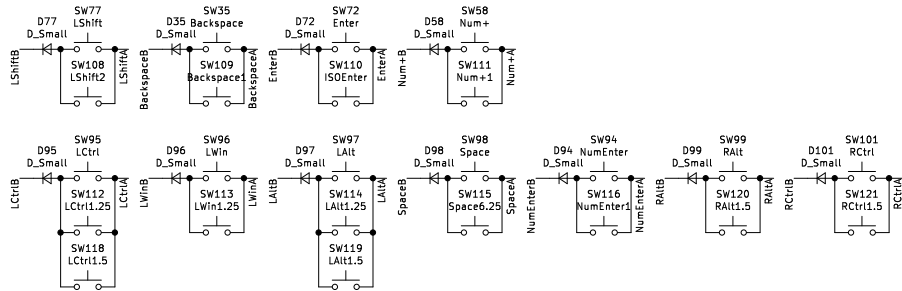 SW77
LShift
D77
D_Small
LShiftB
LShiftA
SW108
LShift2
SW35
Backspace
D35
D_Small
BackspaceB
BackspaceA
SW109
Backspace1
SW72
Enter
D72
D_Small
EnterB
EnterA
SW110
ISOEnter
SW58
Num+
D58
D_Small
Num+B
Num+A
SW111
Num+1
SW95
LCtrl
D95
D_Small
LCtrlB
LCtrlA
SW112
LCtrl1.25
SW118
LCtrl1.5
SW96
LWin
D96
D_Small
LWinB
LWinA
SW113
LWin1.25
SW97
LAlt
D97
D_Small
LAltB
LAltA
SW114
LAlt1.25
SW119
LAlt1.5
SW98
Space
D98
D_Small
SpaceB
SpaceA
SW115
Space6.25
SW94
NumEnter
D94
D_Small
NumEnterB
NumEnterA
SW116
NumEnter1
SW99
RAlt
D99
D_Small
RAltB
RAltA
SW120
RAlt1.5
SW101
RCtrl
D101
D_Small
RCtrlB
RCtrlA
SW121
RCtrl1.5